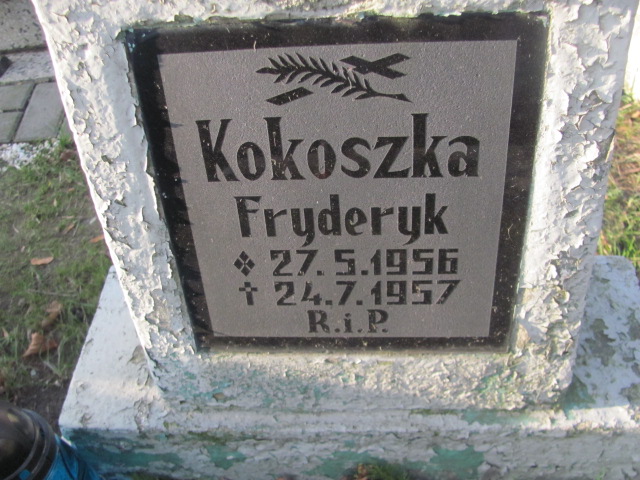 Kokoszka
Fryderyk
❖ 27.5.1956
† 24.7.1957
R.i.P.